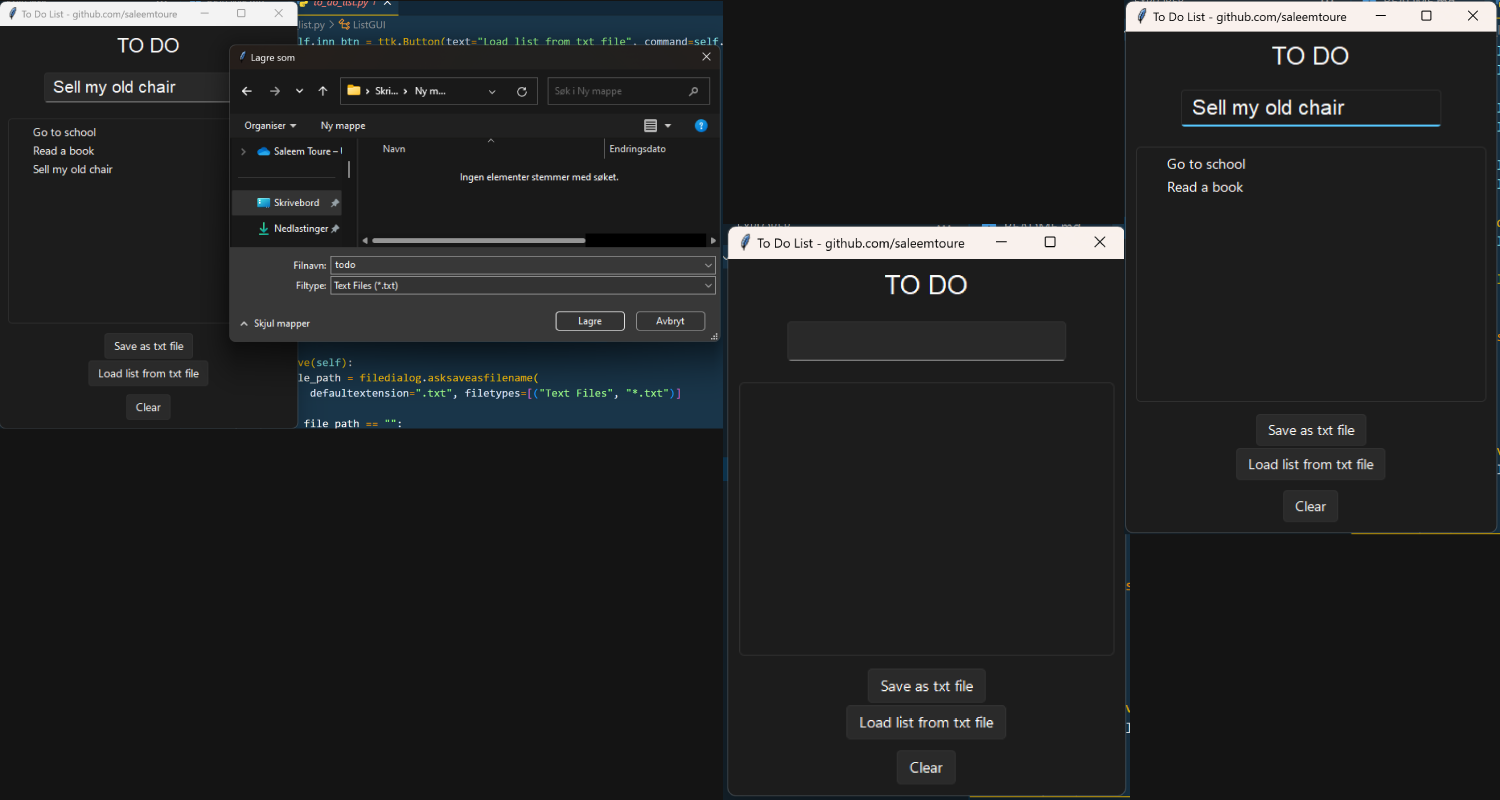 To Do List - github.com/saleemtoure
TO DO
Sell my old chair
Go to school
Read a book
Sell my old chair
Save as txt file
Load list from txt file
Clear
list.py > ListGUI
lf.inn_btn = ttk.Button(text="Load list from txt file", command=self.
Lagre som
Skri... > Ny m...
Søk i Ny mappe
Organiser
Ny mappe
Saleem Toure –
Skrivebord
Nedlastinger
Navn
Endringsdato
Ingen elementer stemmer med søket.
Filnavn: todo
Filtype: Text Files (*.txt)
Skjul mapper
Lagre
Avbryt
ve(self):
le_path = filedialog.asksaveasfilename(
defaultextension=".txt", filetypes=[("Text Files", "*.txt")]
file_path == "":
To Do List - github.com/saleemtoure
TO DO
Save as txt file
Load list from txt file
Clear
To Do List - github.com/saleemtoure
TO DO
Sell my old chair
Go to school
Read a book
Save as txt file
Load list from txt file
Clear